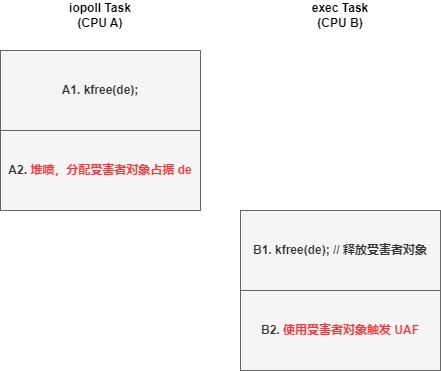 iopoll Task
(CPU A)
exec Task
(CPU B)
A1. kfree(de);
A2. 堆喷，分配受害者对象占据 de
B1. kfree(de); // 释放受害者对象
B2. 使用受害者对象触发 UAF